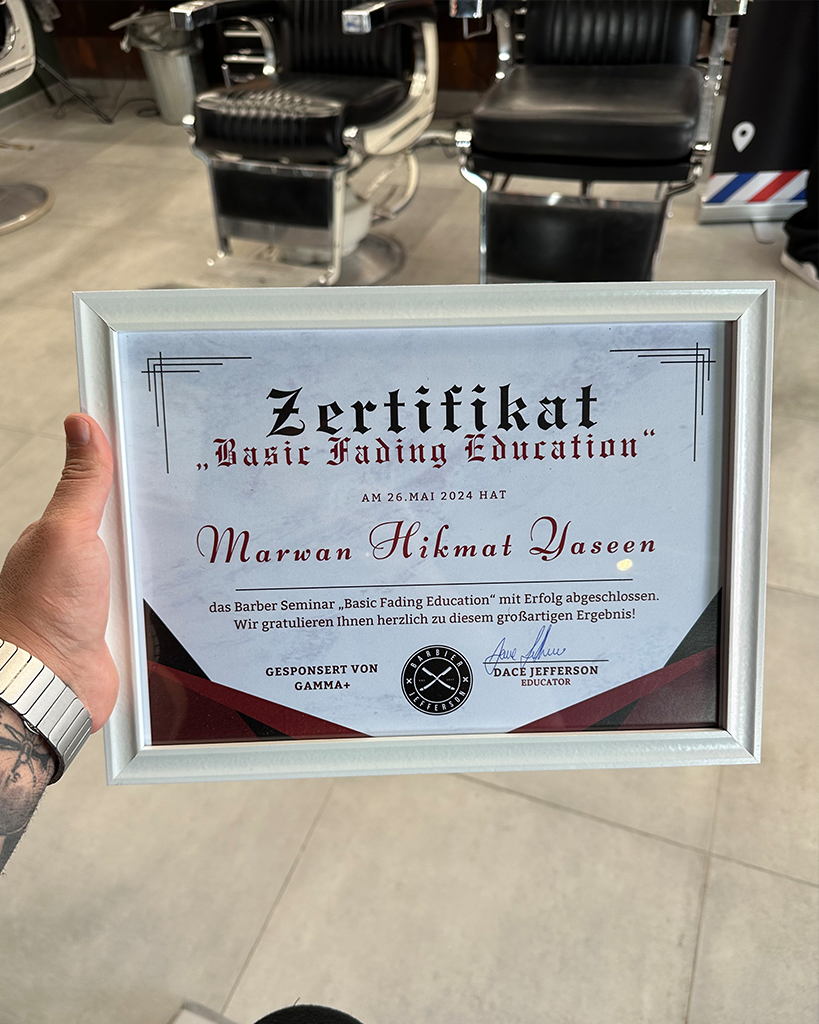 Zertifikat
„Basic Fading Education“
AM 26.MAI 2024 HAT
Marwan Hikmat Yaseen
das Barber Seminar „Basic Fading Education“ mit Erfolg abgeschlossen.
Wir gratulieren Ihnen herzlich zu diesem großartigen Ergebnis!
GESPONSERT VON
GAMMA+
BARBIER
JEFFERSON
DACE JEFFERSON
EDUCATOR